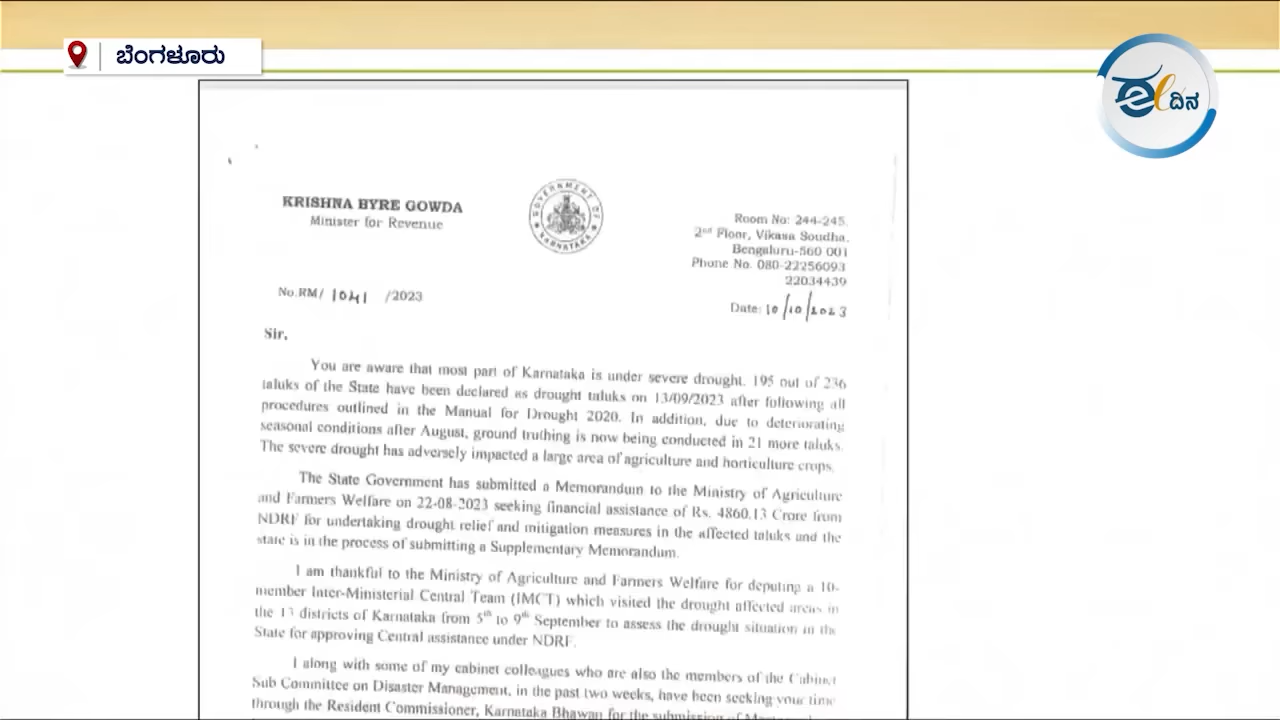 ಬೆಂಗಳೂರು
eಲ ದಿನ
KRISHNA BYRE GOWDA
Minister for Revenue
GOVERNMENT OF KARNATAKA
Room No: 244-245.
2nd Floor, Vikasa Soudha.
Bengaluru-560 001
Phone No. 080-22256093
22034439
No.RM/ 1041 /2023
Date: 10/10/2023
Sir,
You are aware that most part of Karnataka is under severe drought. 195 out of 236
taluks of the State have been declared as drought taluks on 13/09/2023 after following all
procedures outlined in the Manual for Drought 2020. In addition, due to deteriorating
seasonal conditions after August, ground truthing is now being conducted in 21 more taluks.
The severe drought has adversely impacted a large area of agriculture and horticulture crops.
The State Government has submitted a Memorandum to the Ministry of Agriculture
and Farmers Welfare on 22-08-2023 seeking financial assistance of Rs. 4860.13 Crore from
NDRF for undertaking drought relief and mitigation measures in the affected taluks and the
state is in the process of submitting a Supplementary Memorandum.
I am thankful to the Ministry of Agriculture and Farmers Welfare for deputing a 10-
member Inter-Ministerial Central Team (IMCT) which visited the drought affected areas in
the 13 districts of Karnataka from 5th to 9th September to assess the drought situation in the
State for approving Central assistance under NDRF.
I along with some of my cabinet colleagues who are also the members of the Cabinet
Sub Committee on Disaster Management, in the past two weeks, have been seeking your time
through the Resident Commissioner, Karnataka Bhawan for the submission of